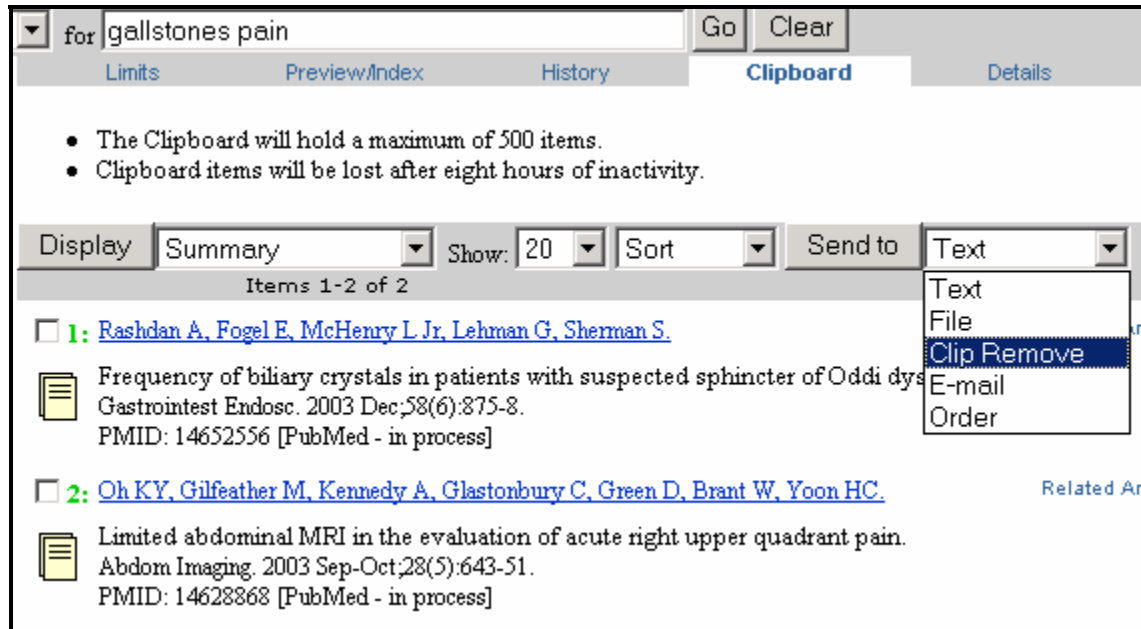 for gallstones pain Go Clear
Limits Preview/Index History Clipboard Details
• The Clipboard will hold a maximum of 500 items.
• Clipboard items will be lost after eight hours of inactivity.
Display Summary Show: 20 Sort Send to Text
Items 1-2 of 2
Text
File
Clip Remove
E-mail
Order
1: Rashdan A, Fogel E, McHenry L Jr, Lehman G, Sherman S.
Frequency of biliary crystals in patients with suspected sphincter of Oddi dys
Gastrointest Endosc. 2003 Dec;58(6):875-8.
PMID: 14652556 [PubMed - in process]
2: Oh KY, Gilfeather M, Kennedy A, Glastonbury C, Green D, Brant W, Yoon HC. Related Ar
Limited abdominal MRI in the evaluation of acute right upper quadrant pain.
Abdom Imaging. 2003 Sep-Oct;28(5):643-51.
PMID: 14628868 [PubMed - in process]